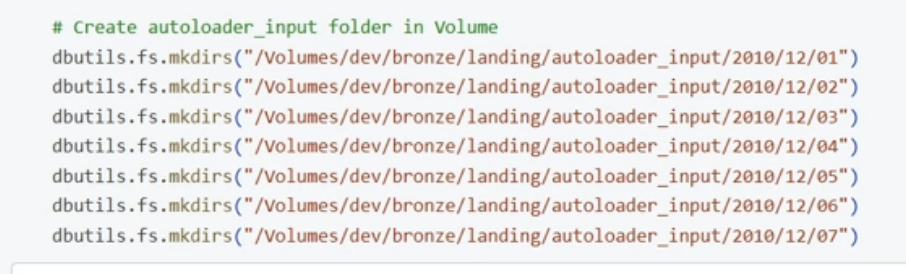 # Create autoloader_input folder in Volume
dbutils.fs.mkdirs("/Volumes/dev/bronze/landing/autoloader_input/2010/12/01")
dbutils.fs.mkdirs("/Volumes/dev/bronze/landing/autoloader_input/2010/12/02")
dbutils.fs.mkdirs("/Volumes/dev/bronze/landing/autoloader_input/2010/12/03")
dbutils.fs.mkdirs("/Volumes/dev/bronze/landing/autoloader_input/2010/12/04")
dbutils.fs.mkdirs("/Volumes/dev/bronze/landing/autoloader_input/2010/12/05")
dbutils.fs.mkdirs("/Volumes/dev/bronze/landing/autoloader_input/2010/12/06")
dbutils.fs.mkdirs("/Volumes/dev/bronze/landing/autoloader_input/2010/12/07")